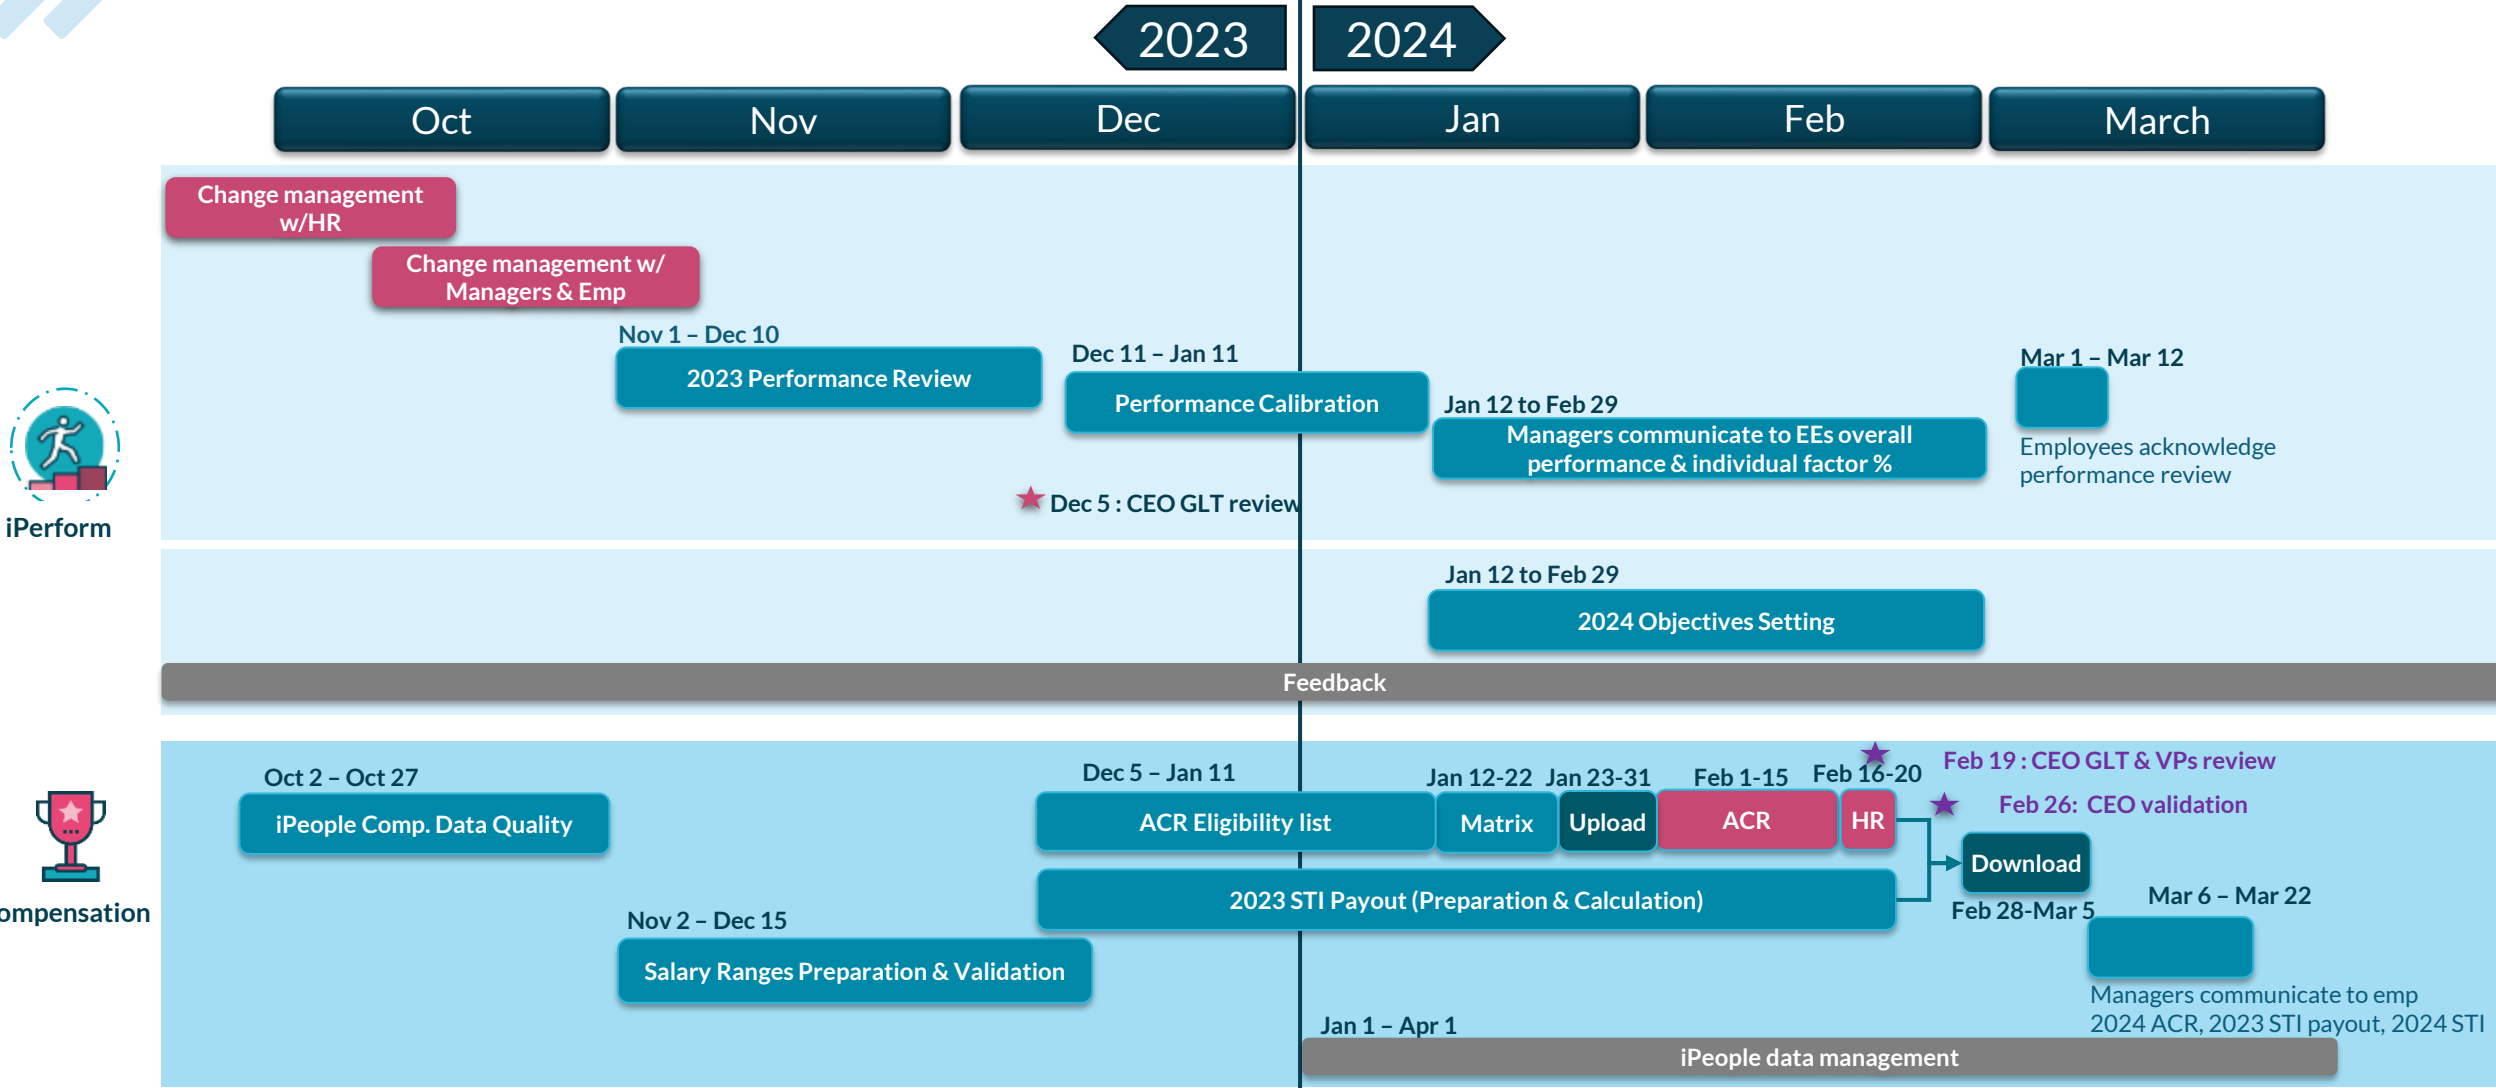 2023
2024
Oct
Nov
Dec
Jan
Feb
March
Change management
w/HR
Change management w/
Managers & Emp
Nov 1 – Dec 10
2023 Performance Review
Dec 11 – Jan 11
Performance Calibration
Jan 12 to Feb 29
Managers communicate to EEs overall
performance & individual factor %
Mar 1 – Mar 12
Employees acknowledge
performance review
Dec 5 : CEO GLT review
iPerform
Jan 12 to Feb 29
2024 Objectives Setting
Feedback
Oct 2 – Oct 27
iPeople Comp. Data Quality
Dec 5 – Jan 11
ACR Eligibility list
Jan 12-22
Matrix
Jan 23-31
Upload
Feb 1-15
ACR
Feb 16-20
HR
Feb 19 : CEO GLT & VPs review
Feb 26: CEO validation
Download
Feb 28-Mar 5
2023 STI Payout (Preparation & Calculation)
ompensation
Nov 2 – Dec 15
Salary Ranges Preparation & Validation
Mar 6 – Mar 22
Managers communicate to emp
2024 ACR, 2023 STI payout, 2024 STI
Jan 1 – Apr 1
iPeople data management